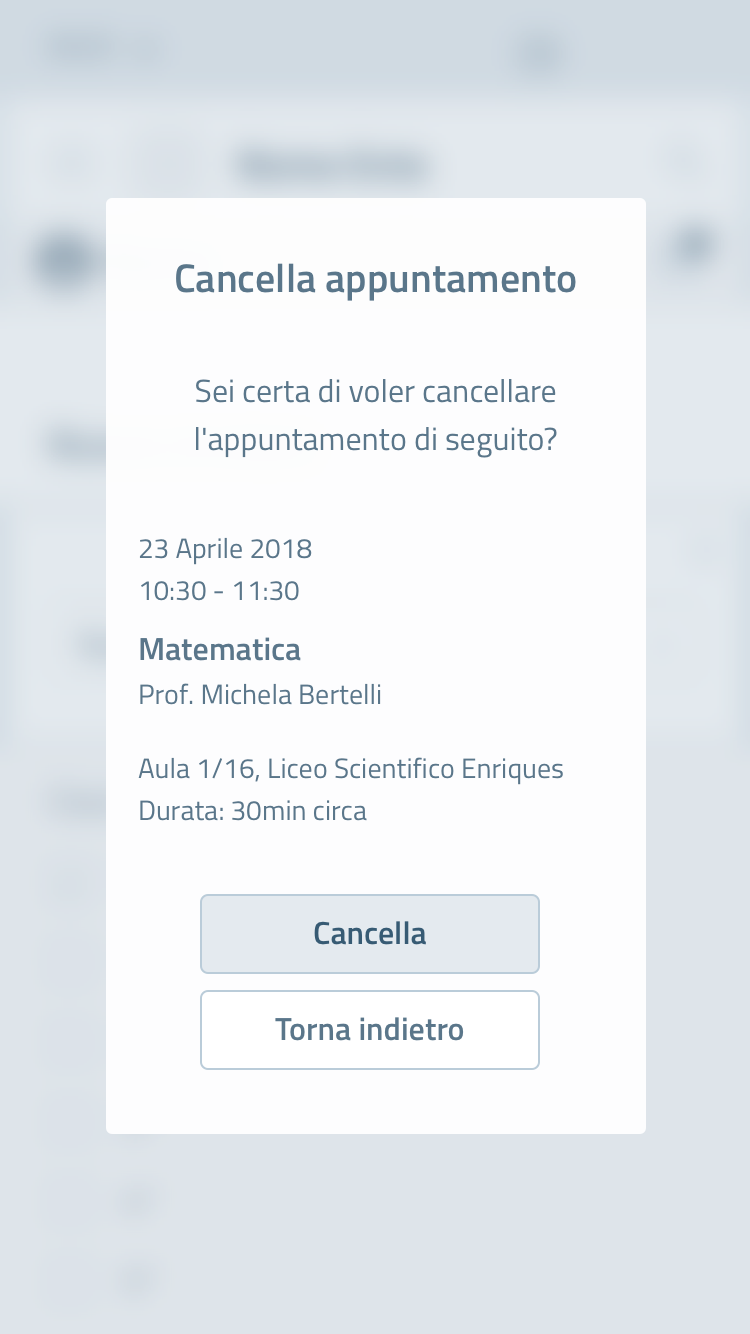 Cancella appuntamento
Sei certa di voler cancellare
l'appuntamento di seguito?
23 Aprile 2018
10:30 - 11:30
Matematica
Prof. Michela Bertelli
Aula 1/16, Liceo Scientifico Enriques
Durata: 30min circa
Cancella
Torna indietro